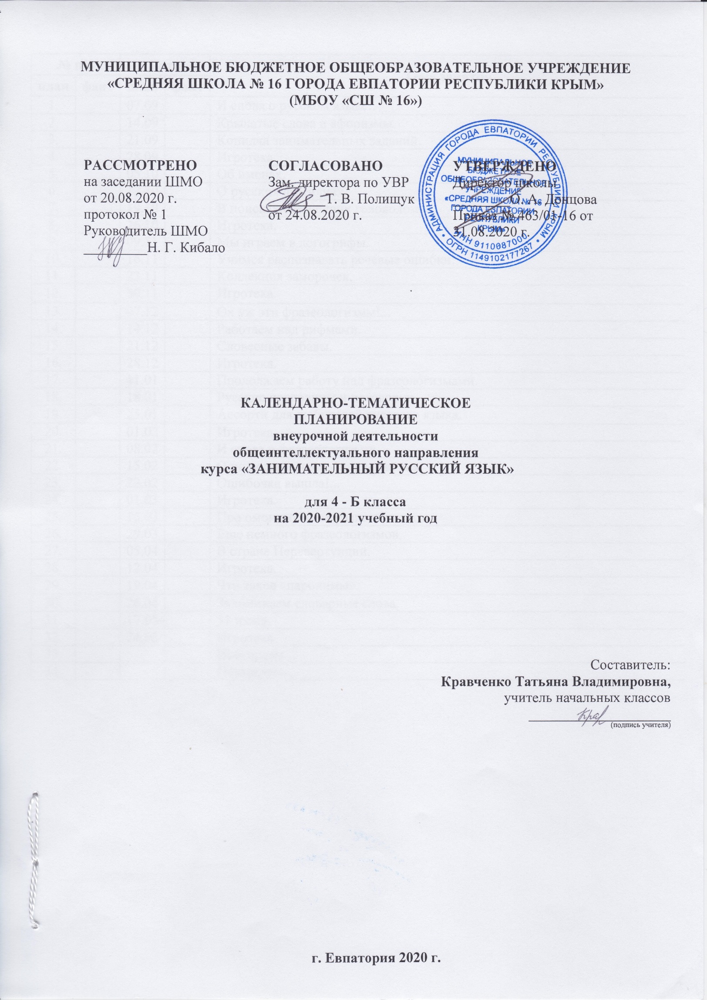 МУНИЦИПАЛЬНОЕ БЮДЖЕТНОЕ ОБЩЕОБРАЗОВАТЕЛЬНОЕ УЧРЕЖДЕНИЕ
«СРЕДНЯЯ ШКОЛА № 16 ГОРОДА ЕВПАТОРИИ РЕСПУБЛИКИ КРЫМ»
(МБОУ «СШ № 16»)
РАССМОТРЕНО
на заседании ШМО
от 20.08.2020 г.
протокол № 1
Руководитель ШМО
Н. Г. Кибало
СОГЛАСОВАНО
Зам. директора по УВР
Т. В. Полищук
от 24.08.2020 г.
УТВЕРЖДЕНО
Директор школы
О. А. Донцова
Приказ № 463/01-16 от
31.08.2020 г.
АДМИНИСТРАЦИЯ ГОРОДА ЕВПАТОРИИ РЕСПУБЛИКИ КРЫМ
ОГРН 1149102177267
ИНН 9110087000
МУНИЦИПАЛЬНОЕ
БЮДЖЕТНОЕ
ОБЩЕОБРАЗОВАТЕЛЬНОЕ
УЧРЕЖДЕНИЕ
«СРЕДНЯЯ ШКОЛА № 16
ГОРОДА ЕВПАТОРИИ
РЕСПУБЛИКИ
КРЫМ»
КАЛЕНДАРНО-ТЕМАТИЧЕСКОЕ
ПЛАНИРОВАНИЕ
внеурочной деятельности
общеинтеллектуального направления
курса «ЗАНИМАТЕЛЬНЫЙ РУССКИЙ ЯЗЫК»
для 4 - Б класса
на 2020-2021 учебный год
Составитель:
Кравченко Татьяна Владимировна,
учитель начальных классов
(подпись учителя)
г. Евпатория 2020 г.